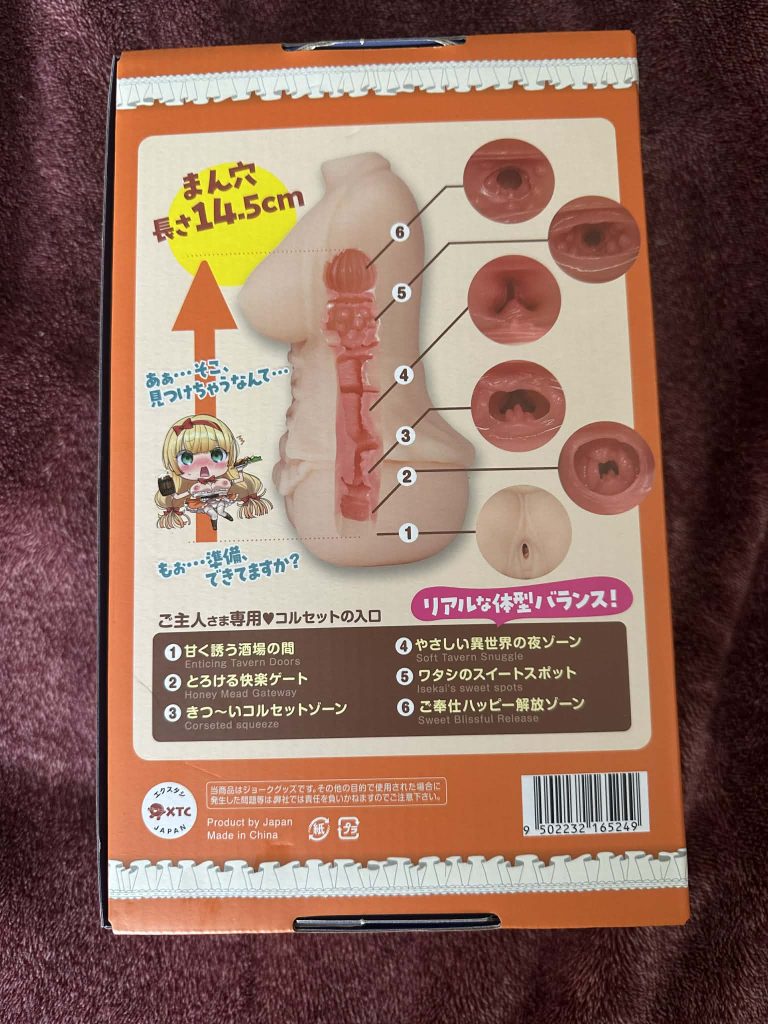 まん穴
長さ14.5cm
6
5
4
3
2
1
あぁ…そこ、
見つけちゃうなんて…
もぉ…準備、
できてますか？
リアルな体型バランス！
ご主人さま専用♥コルセットの入口
1 甘く誘う酒場の間
Enticing Tavern Doors
2 とろける快楽ゲート
Honey Mead Gateway
3 きつ〜いコルセットゾーン
Corseted squeeze
4 やさしい異世界の夜ゾーン
Soft Tavern Snuggle
5 ワタシのスイートスポット
Isekai's sweet spots
6 ご奉仕ハッピー解放ゾーン
Sweet Blissful Release
エクスタシ
XTC
JAPAN
当商品はジョークグッズです。その他の目的で使用された場合に
発生した問題等は、弊社では責任を負いかねますのでご注意下さい。
Product by Japan
Made in China
紙
プラ
9 502232 165249